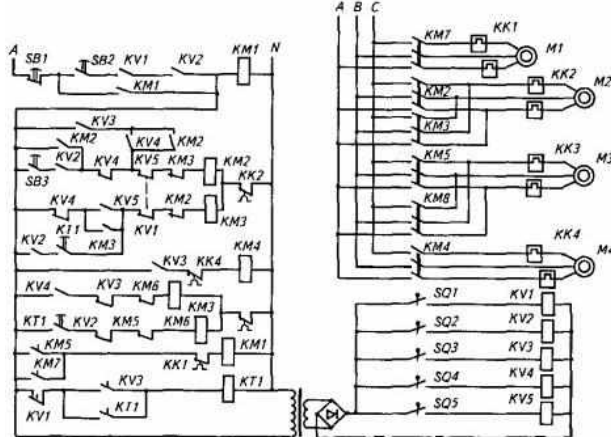 A B C
KM7 KK1
M1
A SB1 SB2 KV1 KV2 KM1 N
KM1
KM2 KK2 M2
KV3
KM2 KV4 KM2
KM3
KV2 KV4 KV5 KM3 KM2
SB3 KK2
KM5 KK3 M3
KV4 KV5 KM2 KM3
KT1 KV1
KM8
KV2 KM3 KV3 KK4 KM4
KM4 KK4 M4
KV4 KV3 KM6 KM3
KT1 KV2 KM5 KM6
SQ1 KV1
SQ2 KV2
KM5 KM1
KM7 KK1
SQ3 KV3
KV3 KT1
KV1 KT1
SQ4 KV4
SQ5 KV5